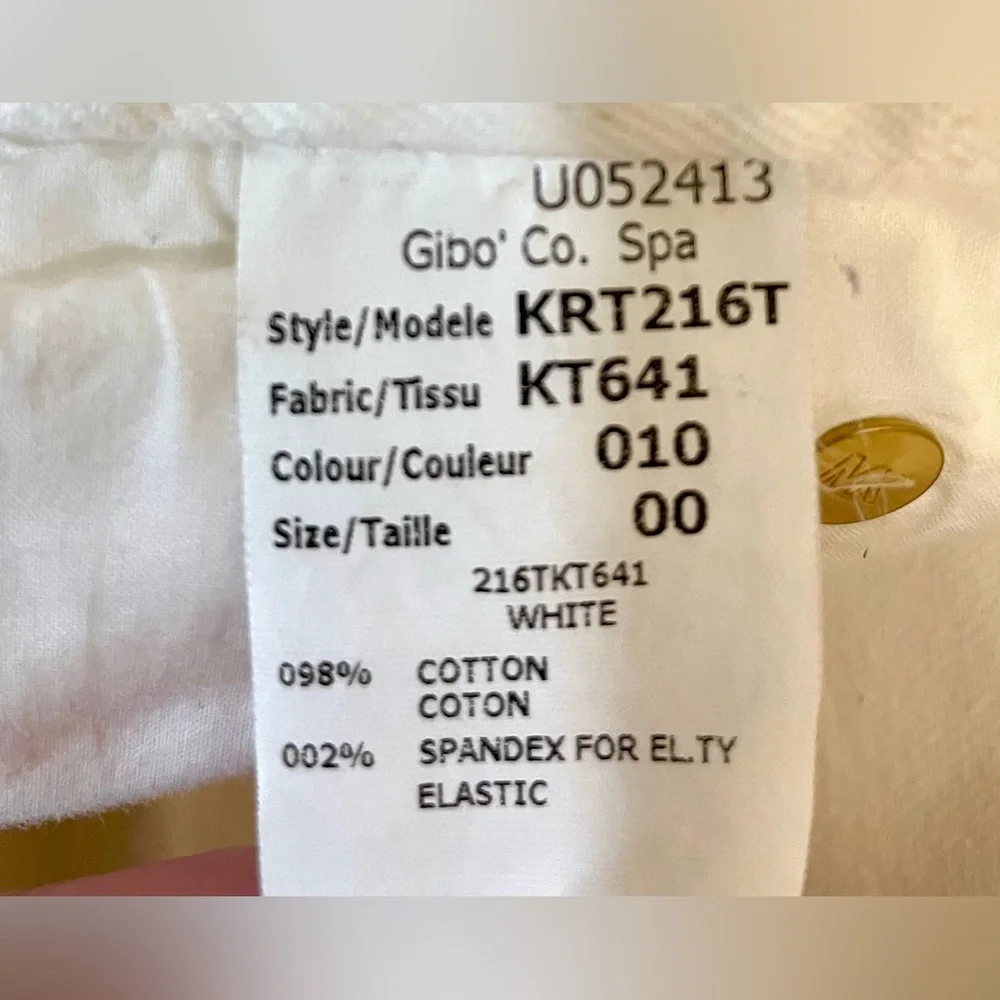 U052413
Gibo' Co. Spa
Style/Modele KRT216T
Fabric/Tissu KT641
Colour/Couleur 010
Size/Taille 00
216TKT641
WHITE
098% COTTON
COTON
002% SPANDEX FOR EL.TY
ELASTIC